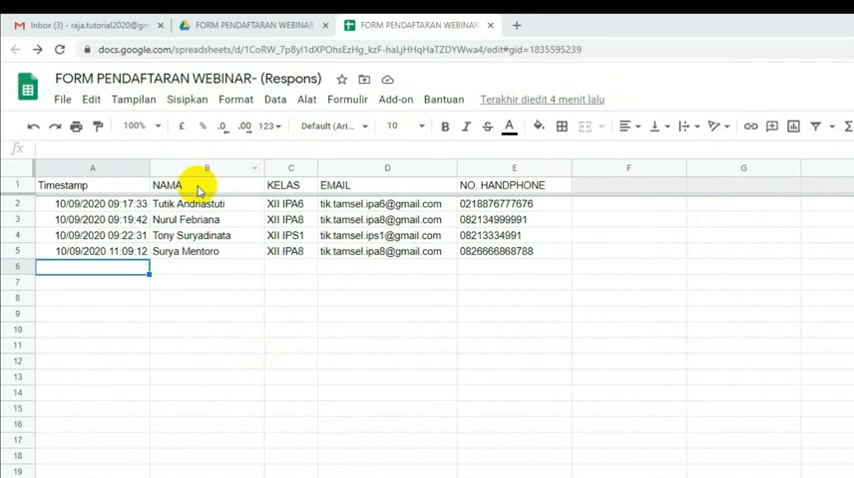 Inbox (3) - raja.tutorial2020@gm
FORM PENDAFTARAN WEBINAR
FORM PENDAFTARAN WEBINAR-
docs.google.com/spreadsheets/d/1CoRW_7pByI1dXPOhsEzHg_kzF-haLjHHqHaTZDYWwa4/edit#gid=1835595239
FORM PENDAFTARAN WEBINAR- (Respons)
File Edit Tampilan Sisipkan Format Data Alat Formulir Add-on Bantuan Terakhir diedit 4 menit lalu
100% £ % .0 .00 123 Default (Ari... 10 B I S A Σ
fx
A B C D E F G
1 Timestamp NAMA KELAS EMAIL NO. HANDPHONE
2 10/09/2020 09:17:33 Tutik Andriastuti XII IPA6 tik.tamsel.ipa6@gmail.com 0218876777676
3 10/09/2020 09:19:42 Nurul Febriana XII IPA8 tik.tamsel.ipa8@gmail.com 082134999991
4 10/09/2020 09:22:31 Tony Suryadinata XII IPS1 tik.tamsel.ips1@gmail.com 08213334991
5 10/09/2020 11:09:12 Surya Mentoro XII IPA8 tik.tamsel.ipa8@gmail.com 0826666868788
6
7
8
9
10
11
12
13
14
15
16
17
18
19